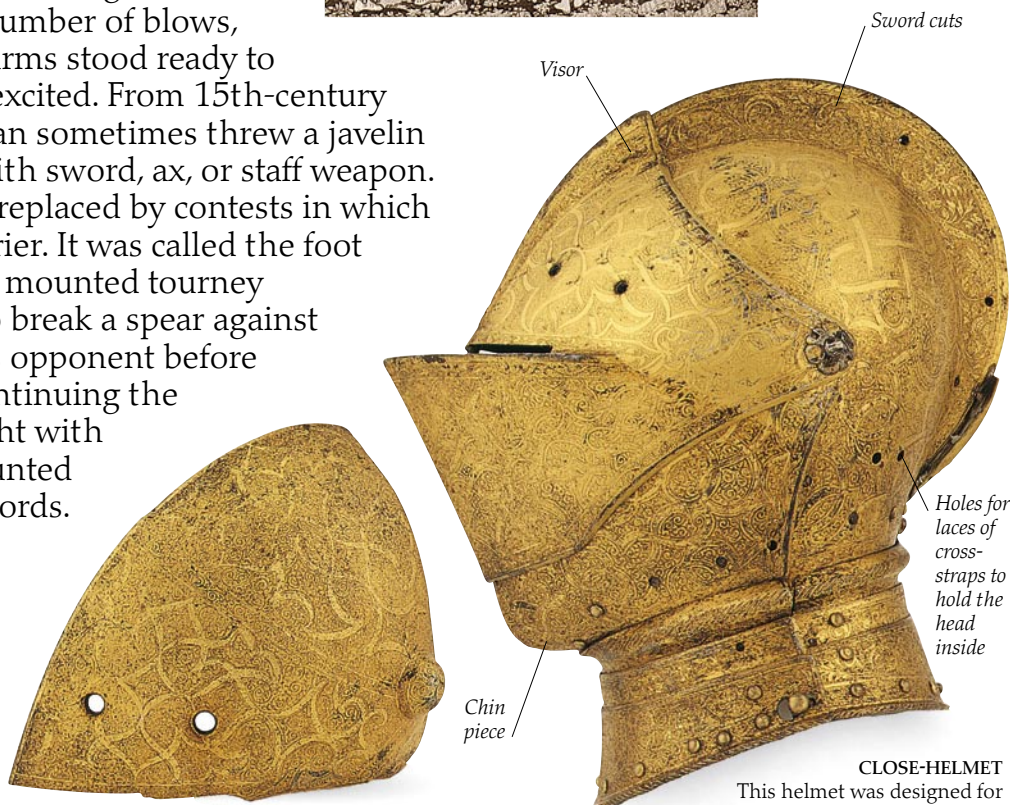 umber of blows,
rms stood ready to
excited. From 15th-century
an sometimes threw a javelin
ith sword, ax, or staff weapon.
replaced by contests in which
rier. It was called the foot
mounted tourney
break a spear against
opponent before
ntinuing the
ht with
unted
ords.
Visor
Sword cuts
Holes for
laces of
cross-
straps to
hold the
head
inside
Chin
piece
CLOSE-HELMET
This helmet was designed for